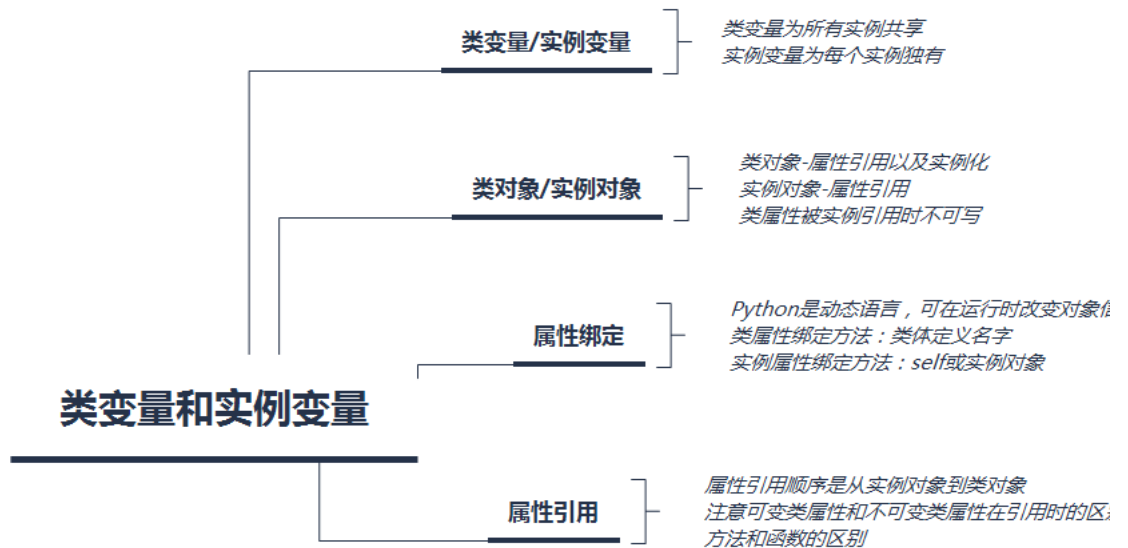 类变量/实例变量
类变量为所有实例共享
实例变量为每个实例独有
类对象/实例对象
类对象-属性引用以及实例化
实例对象-属性引用
类属性被实例引用时不可写
属性绑定
Python是动态语言，可在运行时改变对象
类属性绑定方法：类体定义名字
实例属性绑定方法：self或实例对象
类变量和实例变量
属性引用
属性引用顺序是从实例对象到类对象
注意可变类属性和不可变类属性在引用时的区
方法和函数的区别